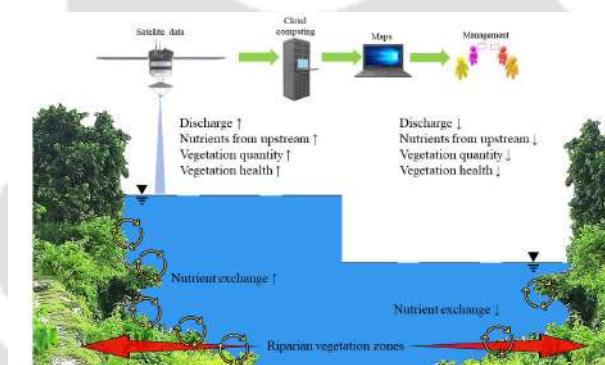 Satellite data
Cloud
computing
Maps
Management
Discharge ↑
Nutrients from upstream ↑
Vegetation quantity ↑
Vegetation health ↑
Discharge ↓
Nutrients from upstream ↓
Vegetation quantity ↓
Vegetation health ↓
Nutrient exchange ↑
Nutrient exchange ↓
Riparian vegetation zones